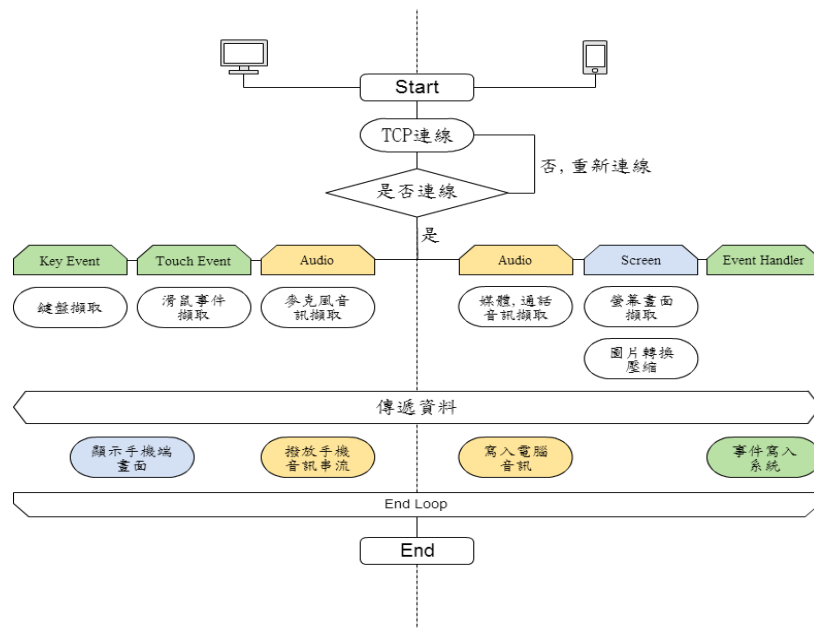 Start
TCP連線
否, 重新連線
是否連線
是
Key Event
Touch Event
Audio
Audio
Screen
Event Handler
鍵盤擷取
滑鼠事件
擷取
麥克風音
訊擷取
媒體, 通話
音訊擷取
螢幕畫面
擷取
圖片轉換
壓縮
傳遞資料
顯示手機端
畫面
撥放手機
音訊串流
寫入電腦
音訊
事件寫入
系統
End Loop
End